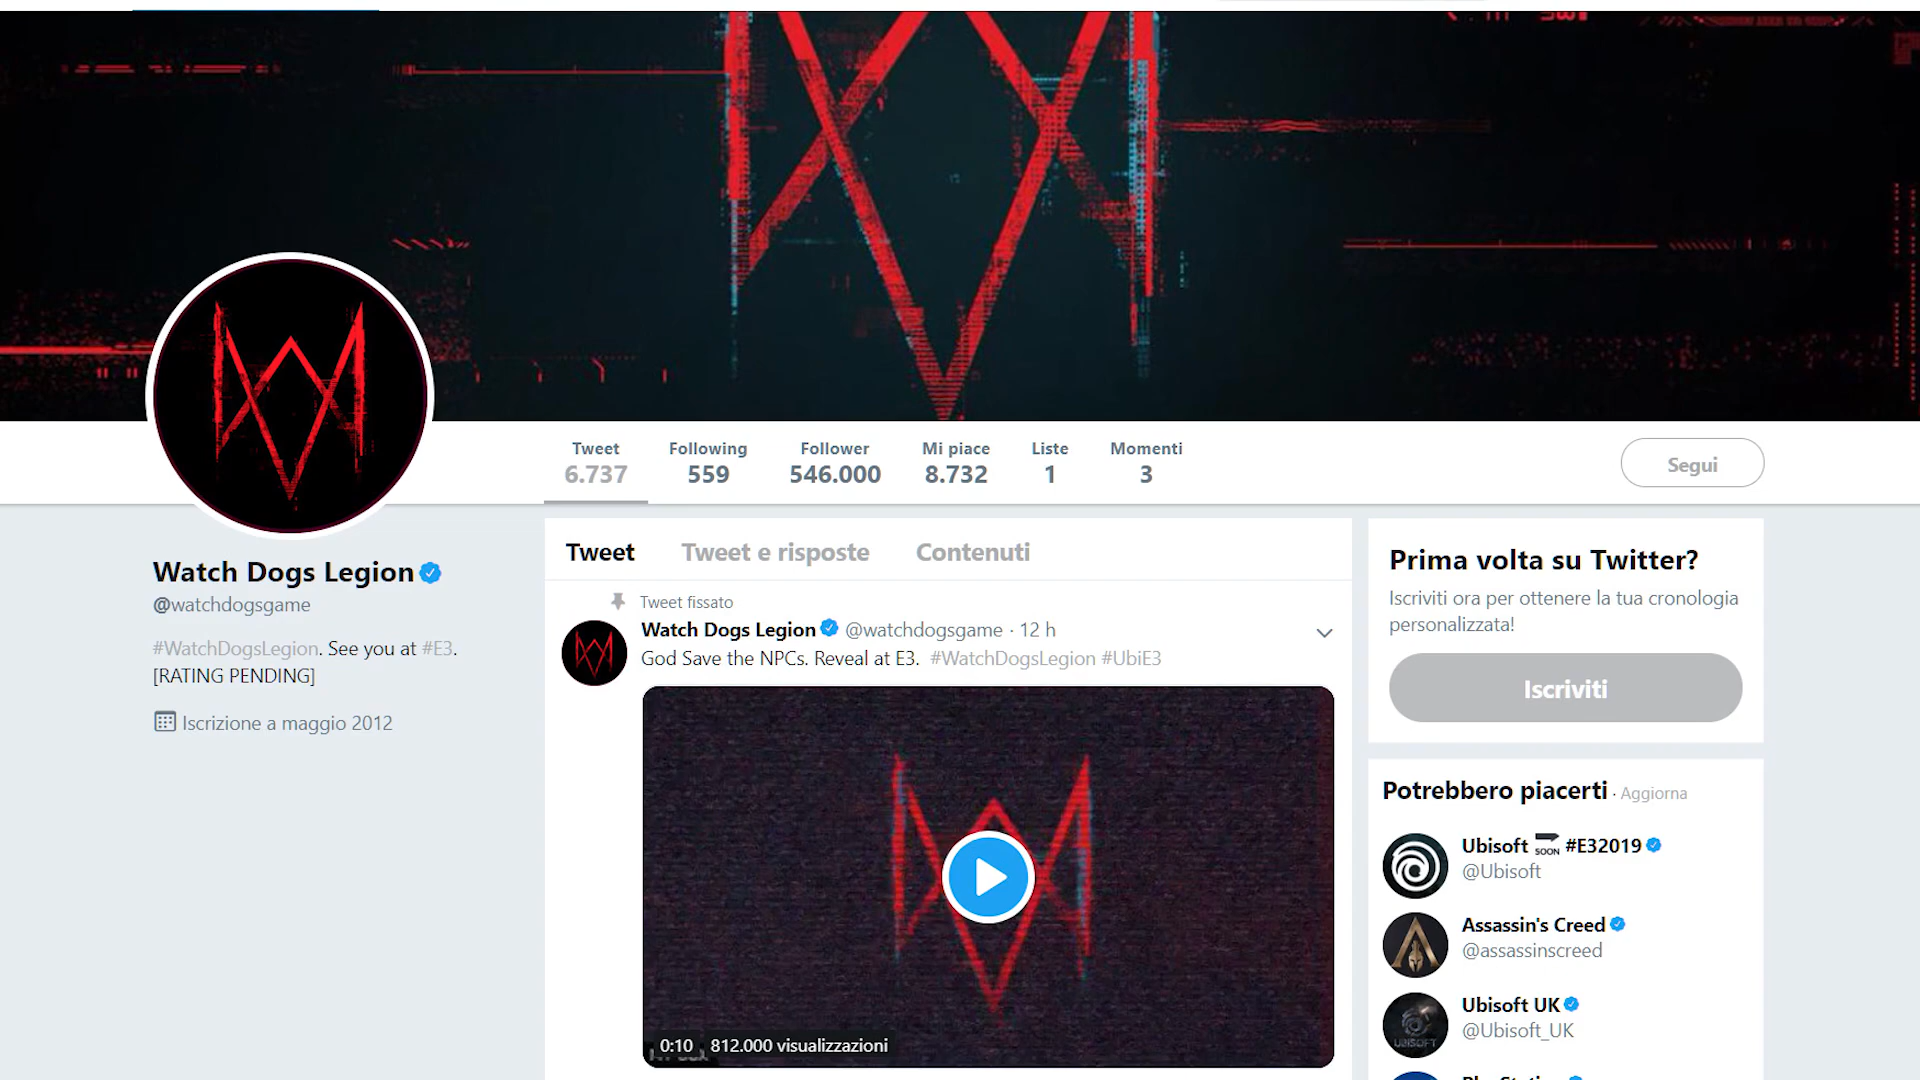 Tweet
6.737
Following
559
Follower
546.000
Mi piace
8.732
Liste
1
Momenti
3
Segui
Watch Dogs Legion
@watchdogsgame
#WatchDogsLegion. See you at #E3.
[RATING PENDING]
Iscrizione a maggio 2012
Tweet
Tweet e risposte
Contenuti
Tweet fissato
Watch Dogs Legion @watchdogsgame · 12 h
God Save the NPCs. Reveal at E3. #WatchDogsLegion #UbiE3
0:10
812.000 visualizzazioni
Prima volta su Twitter?
Iscriviti ora per ottenere la tua cronologia
personalizzata!
Iscriviti
Potrebbero piacerti · Aggiorna
Ubisoft SOON #E32019
@Ubisoft
Assassin's Creed
@assassinscreed
Ubisoft UK
@Ubisoft_UK
UBISOFT